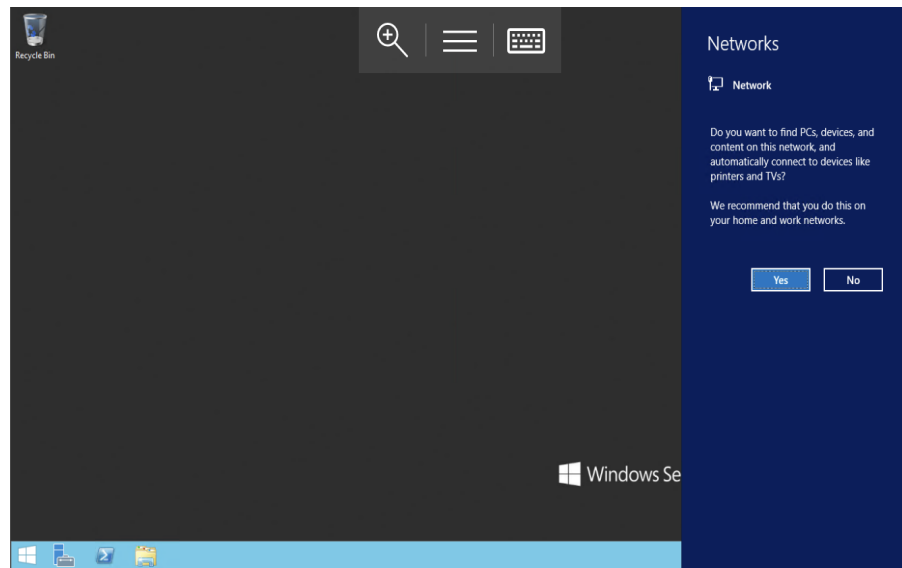 Recycle Bin
Networks
Network
Do you want to find PCs, devices, and
content on this network, and
automatically connect to devices like
printers and TVs?
We recommend that you do this on
your home and work networks.
Yes
No
Windows Se